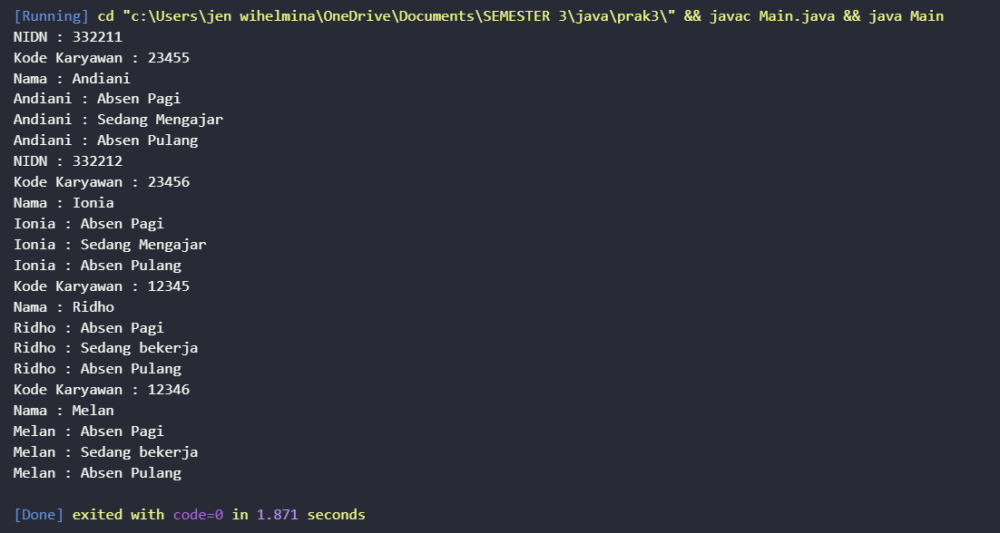 [Running] cd "c:\Users\jen wihelmina\OneDrive\Documents\SEMESTER 3\java\prak3\" && javac Main.java && java Main
NIDN : 332211
Kode Karyawan : 23455
Nama : Andiani
Andiani : Absen Pagi
Andiani : Sedang Mengajar
Andiani : Absen Pulang
NIDN : 332212
Kode Karyawan : 23456
Nama : Ionia
Ionia : Absen Pagi
Ionia : Sedang Mengajar
Ionia : Absen Pulang
Kode Karyawan : 12345
Nama : Ridho
Ridho : Absen Pagi
Ridho : Sedang bekerja
Ridho : Absen Pulang
Kode Karyawan : 12346
Nama : Melan
Melan : Absen Pagi
Melan : Sedang bekerja
Melan : Absen Pulang
[Done] exited with code=0 in 1.871 seconds